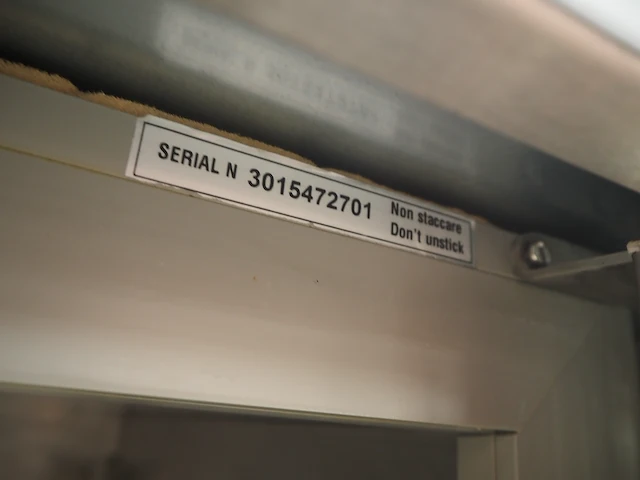 SERIAL N 3015472701
Non staccare
Don't unstick